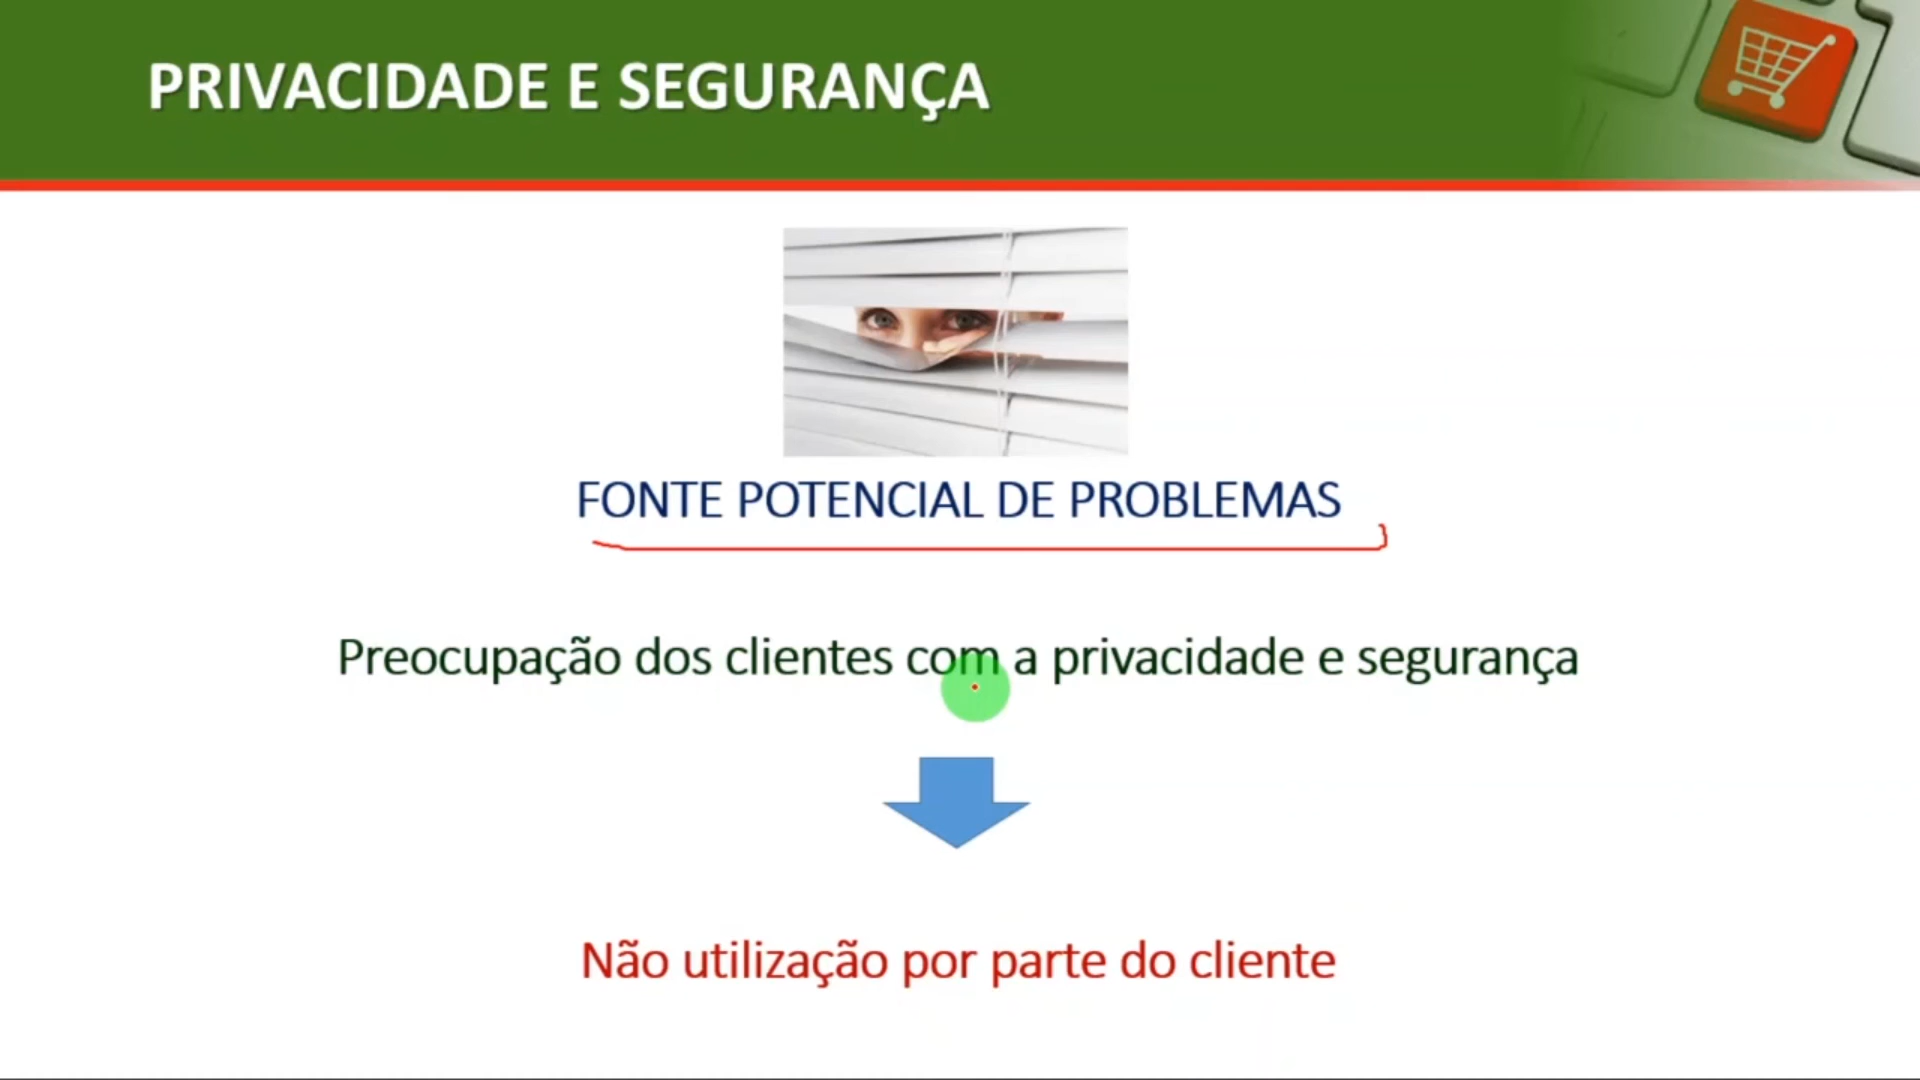 PRIVACIDADE E SEGURANÇA
FONTE POTENCIAL DE PROBLEMAS
Preocupação dos clientes com a privacidade e segurança
Não utilização por parte do cliente